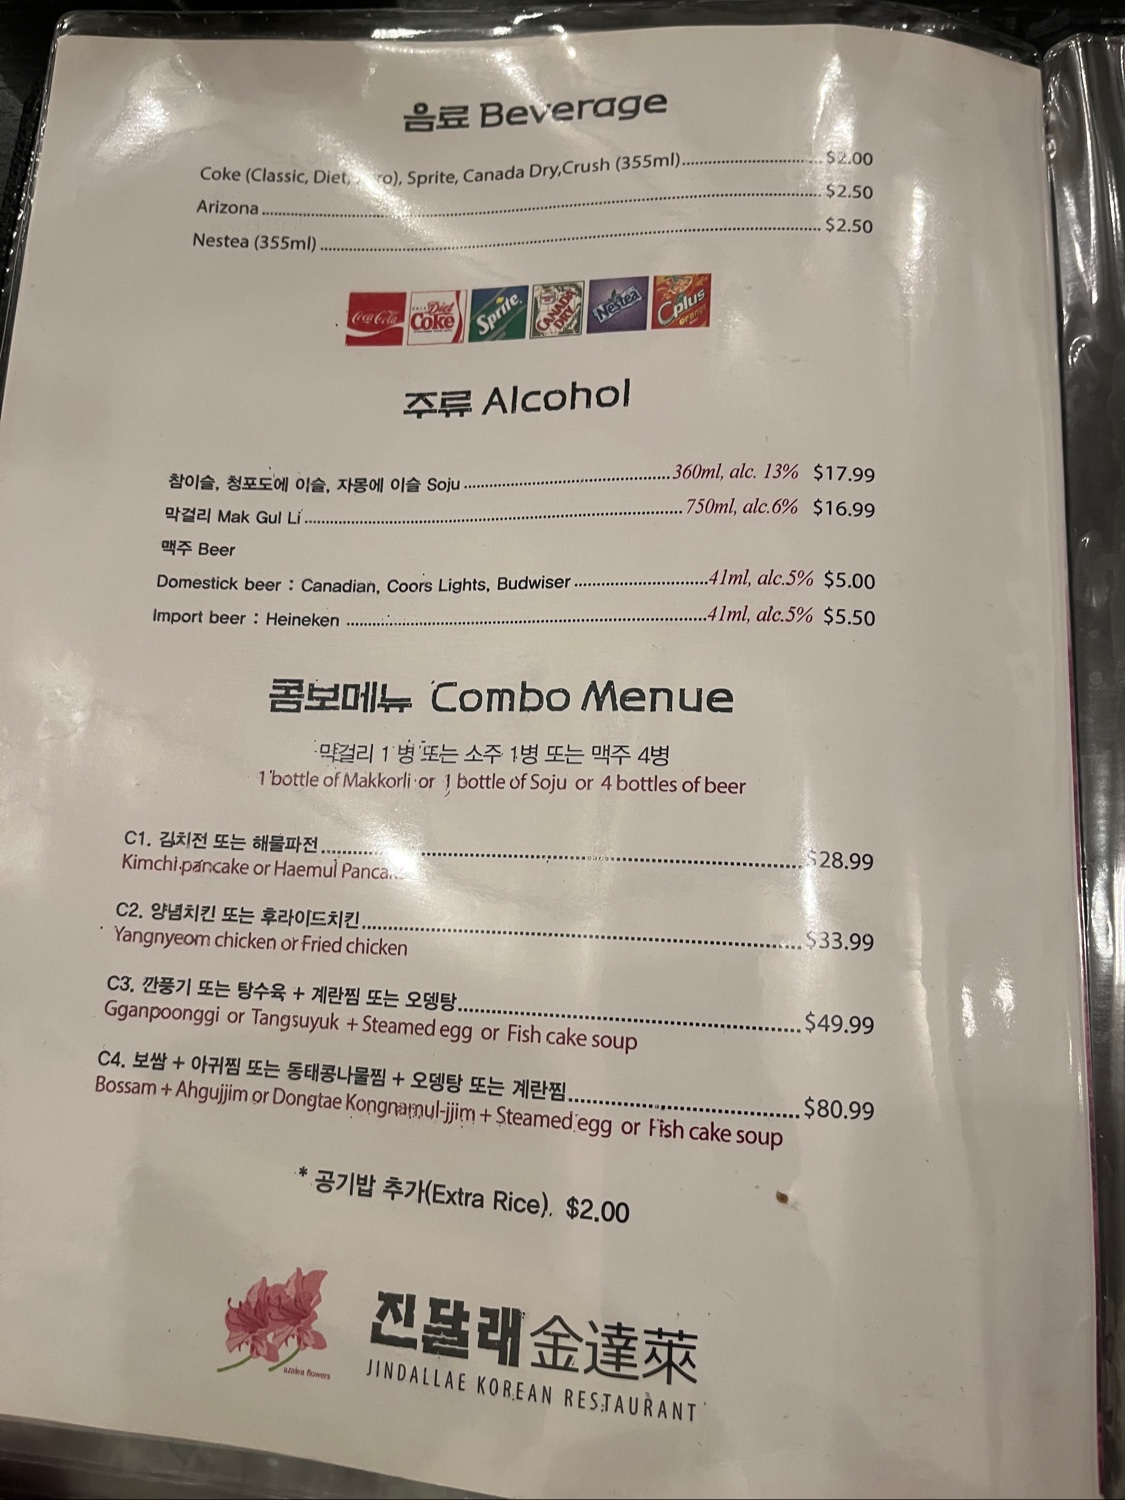 음료 Beverage
Coke (Classic, Diet, Zero), Sprite, Canada Dry,Crush (355ml)..........$2.00
Arizona..........$2.50
Nestea (355ml)..........$2.50
Coca-Cola
Diet Coke
Sprite
CANADA DRY
Nestea
Cplus orange
주류 Alcohol
참이슬, 청포도에 이슬, 자몽에 이슬 Soju..........360ml, alc. 13% $17.99
막걸리 Mak Gul Li..........750ml, alc.6% $16.99
맥주 Beer
Domestick beer : Canadian, Coors Lights, Budwiser..........41ml, alc.5% $5.00
Import beer : Heineken..........41ml, alc.5% $5.50
콤보메뉴 Combo Menue
막걸리 1 병 또는 소주 1병 또는 맥주 4병
1 bottle of Makkorli or 1 bottle of Soju or 4 bottles of beer
C1. 김치전 또는 해물파전..........$28.99
Kimchi pancake or Haemul
C2. 양념치킨 또는 후라이드치킨..........$33.99
Yangnyeom chicken or Fried chicken
C3. 깐풍기 또는 탕수육 + 계란찜 또는 오뎅탕..........$49.99
Gganpoonggi or Tangsuyuk + Steamed egg or Fish cake soup
C4. 보쌈 + 아귀찜 또는 동태콩나물찜 + 오뎅탕 또는 계란찜..........$80.99
Bossam + Ahgujjim or Dongtae Kongnamul-jjim + Steamed egg or Fish cake soup
* 공기밥 추가(Extra Rice). $2.00
azalea flowers
진달래 金達萊
JINDALLAE KOREAN RESTAURANT